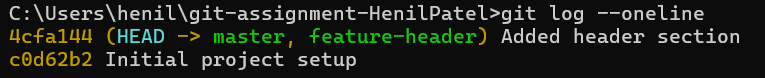 C:\Users\henil\git-assignment-HenilPatel>git log --oneline
4cfa144 (HEAD -> master, feature-header) Added header section
c0d62b2 Initial project setup